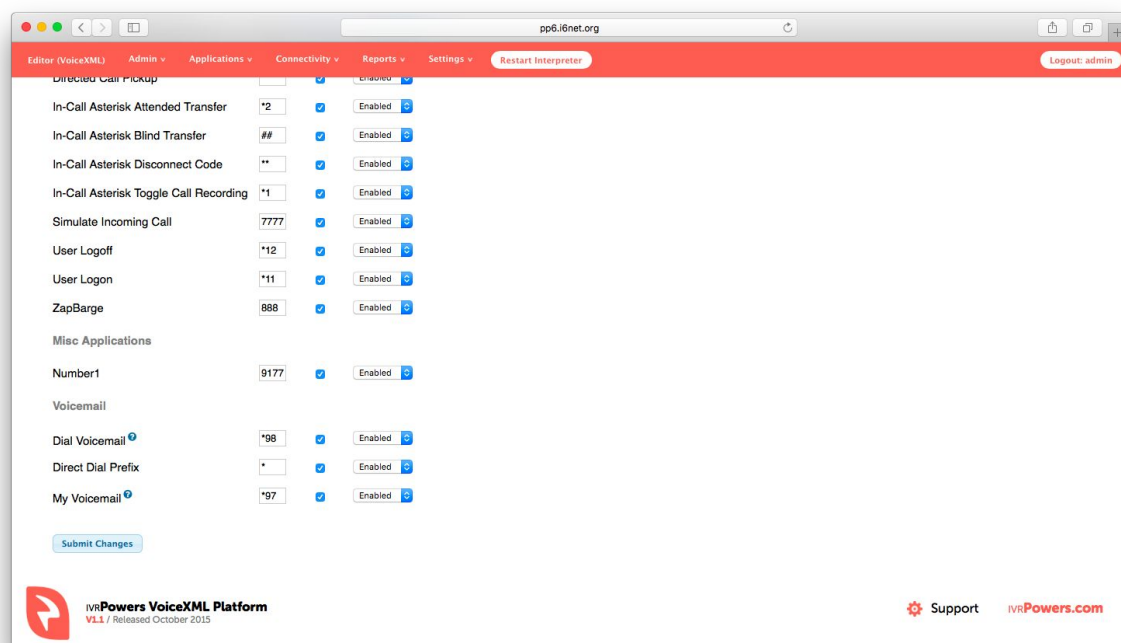 pp6.i6net.org
Editor (VoiceXML) Admin v Applications v Connectivity v Reports v Settings v Restart Interpreter Logout: admin
Directed Call Pickup Enabled
In-Call Asterisk Attended Transfer *2 Enabled
In-Call Asterisk Blind Transfer ## Enabled
In-Call Asterisk Disconnect Code ** Enabled
In-Call Asterisk Toggle Call Recording *1 Enabled
Simulate Incoming Call 7777 Enabled
User Logoff *12 Enabled
User Logon *11 Enabled
ZapBarge 888 Enabled
Misc Applications
Number1 9177 Enabled
Voicemail
Dial Voicemail ? *98 Enabled
Direct Dial Prefix * Enabled
My Voicemail ? *97 Enabled
Submit Changes
IVRPowers VoiceXML Platform
V1.1 / Released October 2015
Support IVRPowers.com